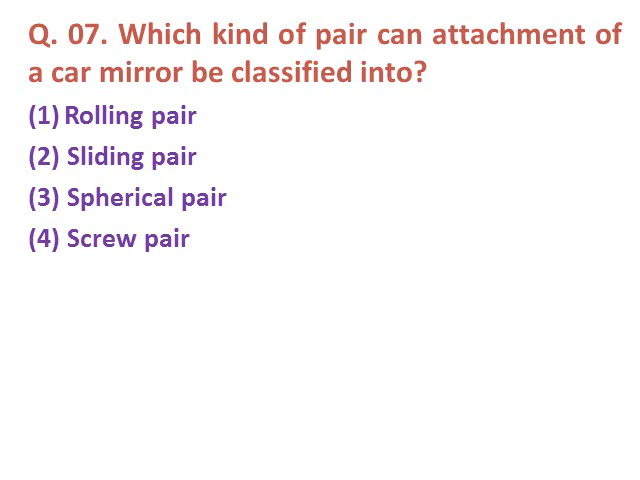 Q. 07. Which kind of pair can attachment of
a car mirror be classified into?
(1) Rolling pair
(2) Sliding pair
(3) Spherical pair
(4) Screw pair